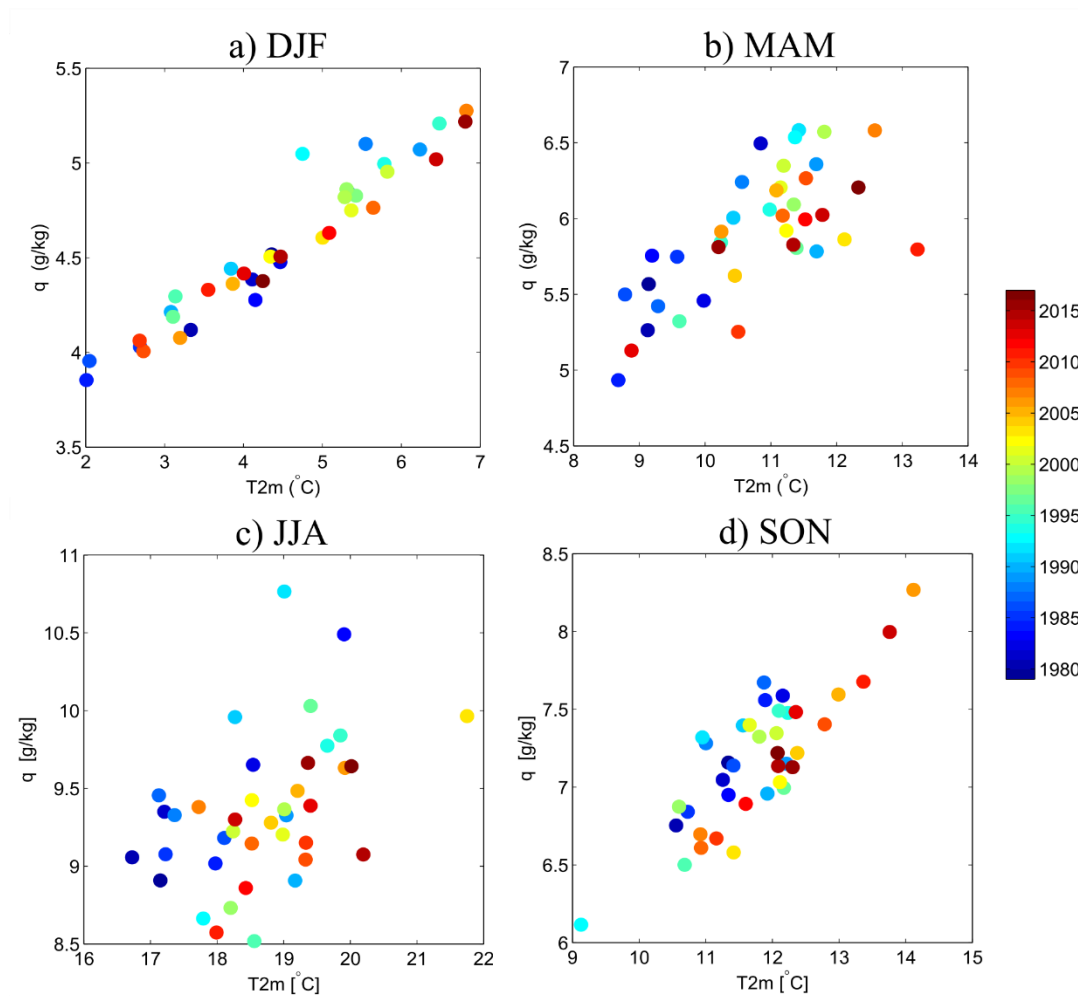 a) DJF
5.5
5
4.5
4
3.5
q (g/kg)
2 3 4 5 6 7
T2m (°C)
b) MAM
7
6.5
6
5.5
5
4.5
q (g/kg)
8 9 10 11 12 13 14
T2m (°C)
c) JJA
11
10.5
10
9.5
9
8.5
q [g/kg]
16 17 18 19 20 21 22
T2m [°C]
d) SON
8.5
8
7.5
7
6.5
6
q [g/kg]
9 10 11 12 13 14 15
T2m [°C]
2015
2010
2005
2000
1995
1990
1985
1980